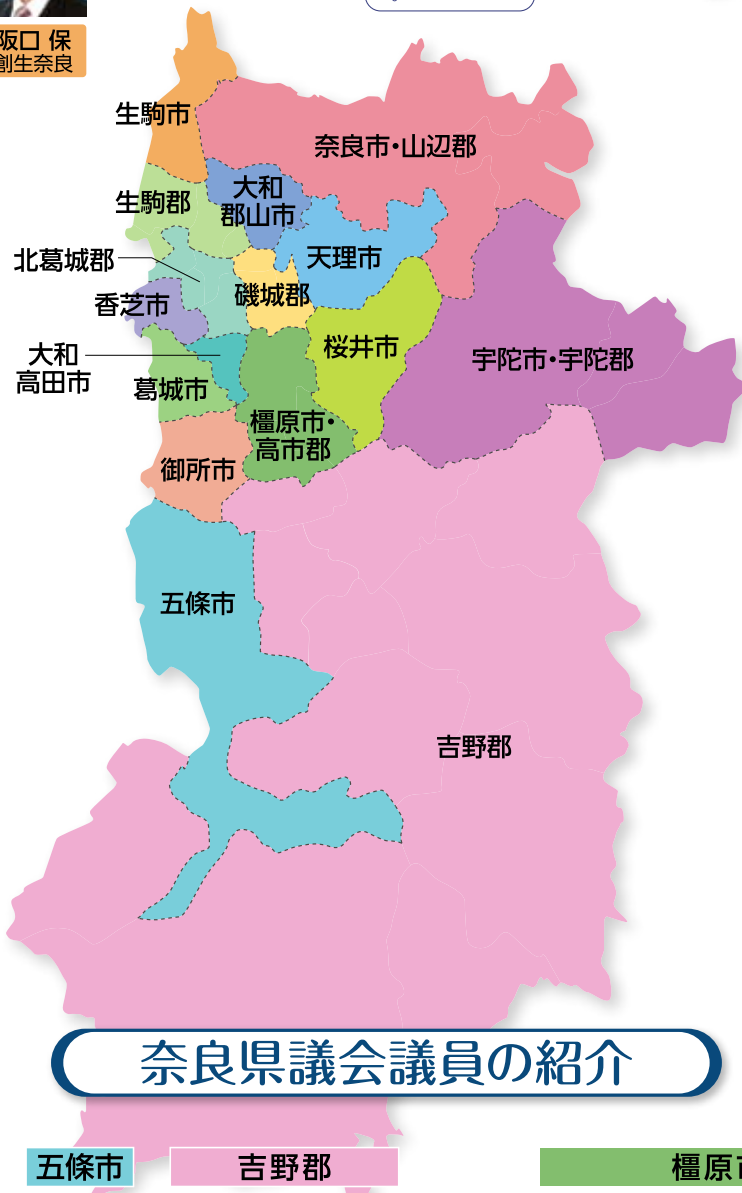 阪口 保
創生奈良
生駒市
奈良市・山辺郡
生駒郡
大和
郡山市
北葛城郡
天理市
磯城郡
香芝市
大和
高田市
桜井市
宇陀市・宇陀郡
葛城市
橿原市・
高市郡
御所市
五條市
吉野郡
奈良県議会議員の紹介
五條市
吉野郡
橿原